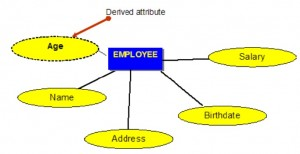 Derived attribute
Age
EMPLOYEE
Salary
Name
Birthdate
Address